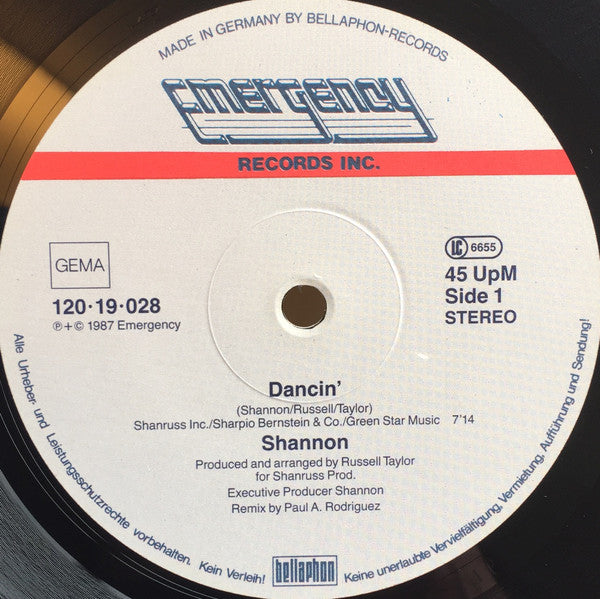 MADE IN GERMANY BY BELLAPHON-RECORDS
Emergency
RECORDS INC.
GEMA
120·19·028
℗+© 1987 Emergency
LC 6655
45 UpM
Side 1
STEREO
Dancin'
(Shannon/Russell/Taylor)
Shanruss Inc./Sharpio Bernstein & Co./Green Star Music 7'14
Shannon
Produced and arranged by Russell Taylor
for Shanruss Prod.
Executive Producer Shannon
Remix by Paul A. Rodriguez
Alle Urheber- und Leistungsschutzrechte vorbehalten. Kein Verleih! bellaphon Keine unerlaubte Vervielfältigung, Vermietung, Aufführung und Sendung!